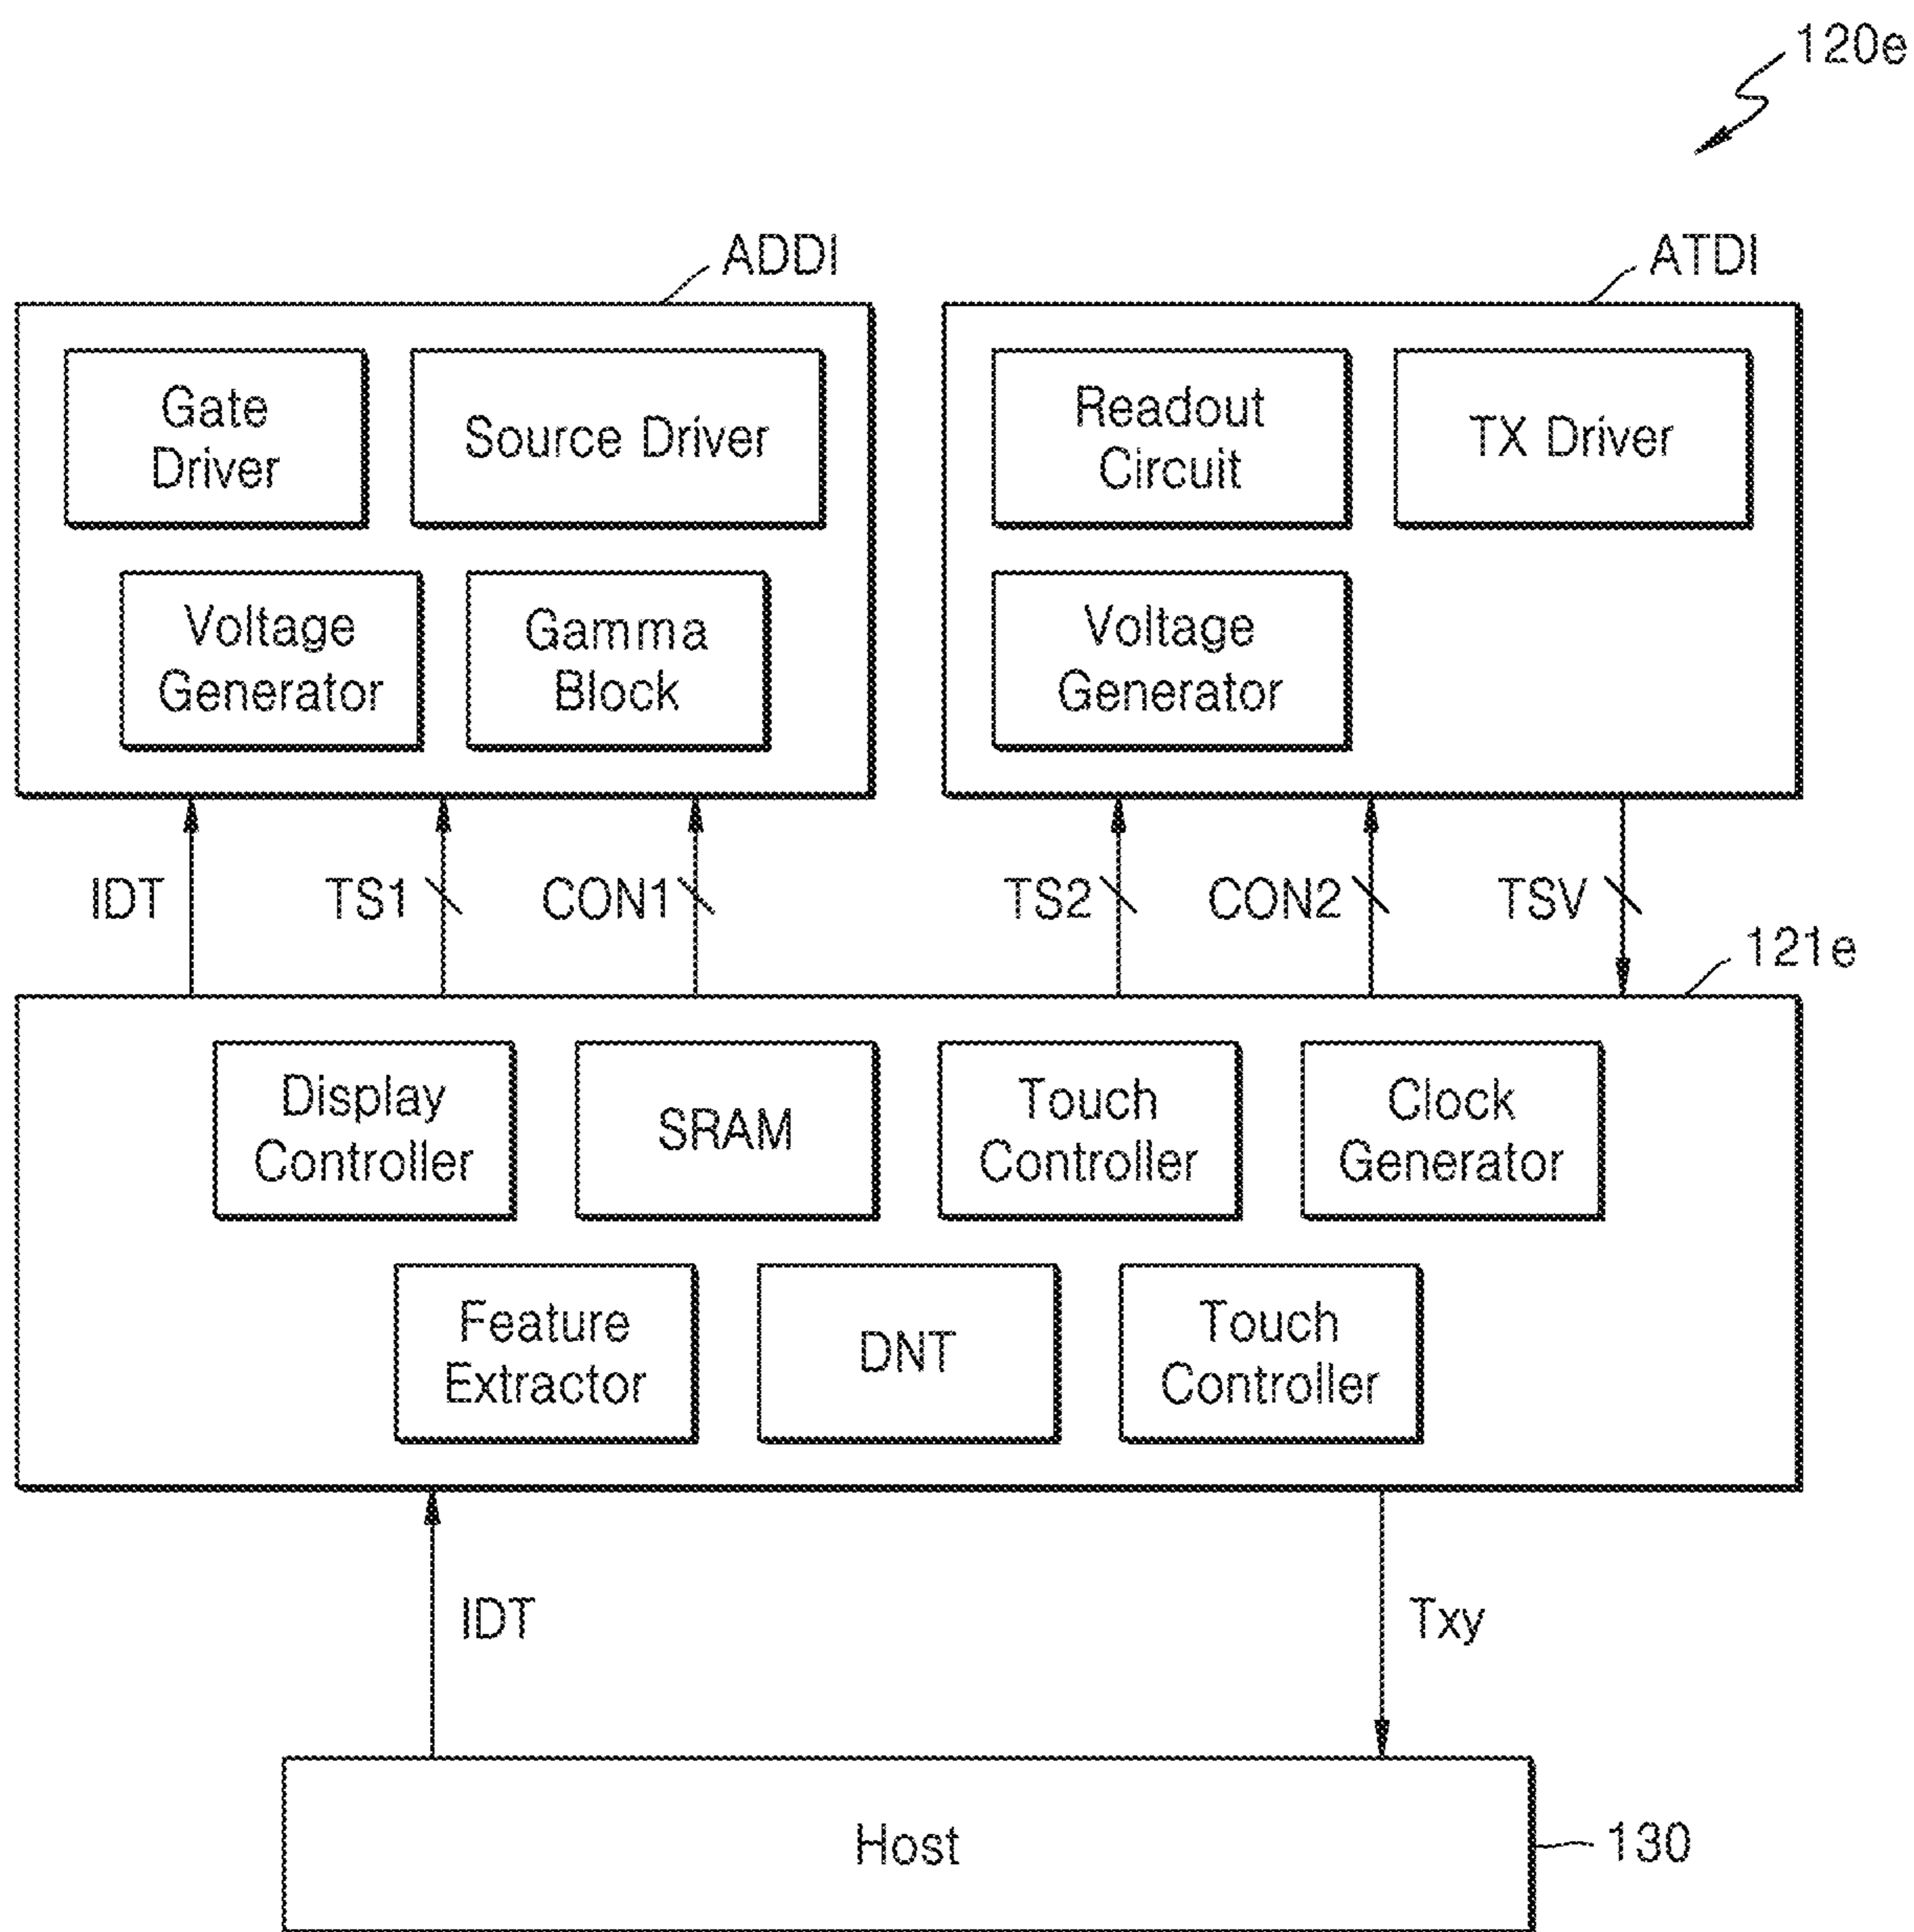 120e
ADDI
ATDI
Gate
Driver
Source Driver
Readout
Circuit
TX Driver
Voltage
Generator
Gamma
Block
Voltage
Generator
IDT
TS1
CON1
TS2
CON2
TSV
121e
Display
Controller
SRAM
Touch
Controller
Clock
Generator
Feature
Extractor
DNT
Touch
Controller
IDT
Txy
Host
130